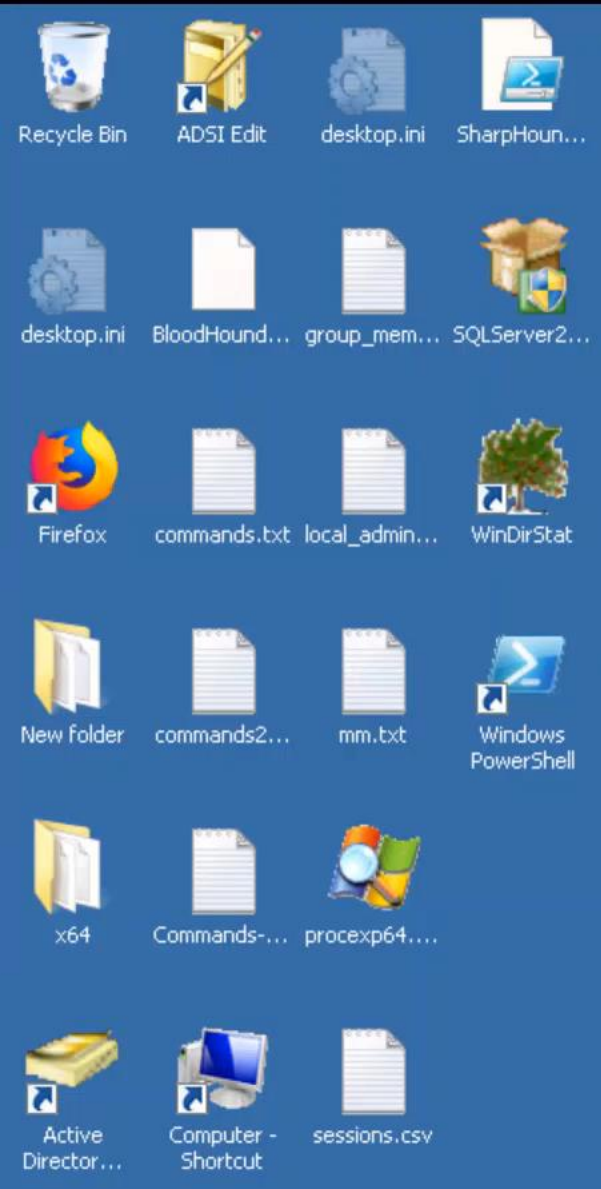 Recycle Bin
ADSI Edit
desktop.ini
SharpHoun...
desktop.ini
BloodHound...
group_mem...
SQLServer2...
Firefox
commands.txt
local_admin...
WinDirStat
New folder
commands2...
mm.txt
Windows
PowerShell
x64
Commands-...
procexp64....
Active
Director...
Computer -
Shortcut
sessions.csv